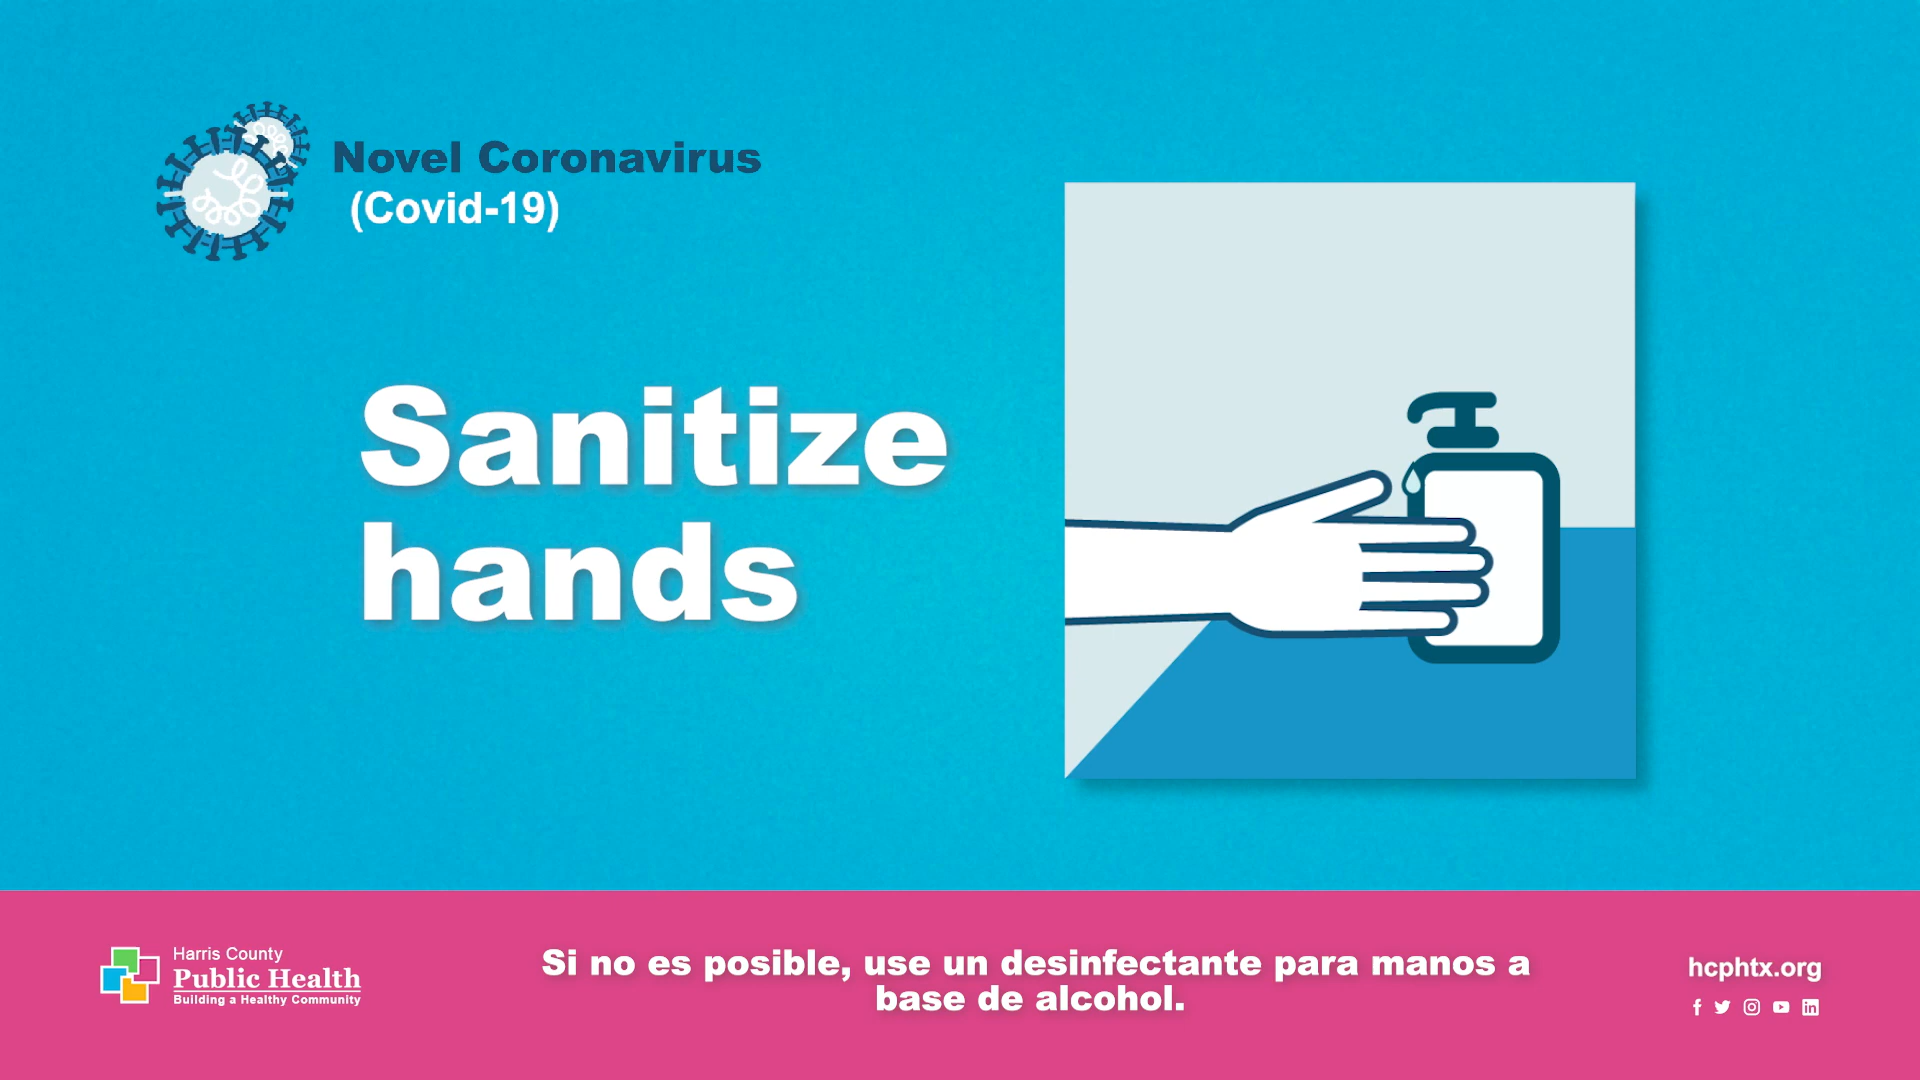 Novel Coronavirus
(Covid-19)
Sanitize
hands
Harris County
Public Health
Building a Healthy Community
Si no es posible, use un desinfectante para manos a
base de alcohol.
hcphtx.org